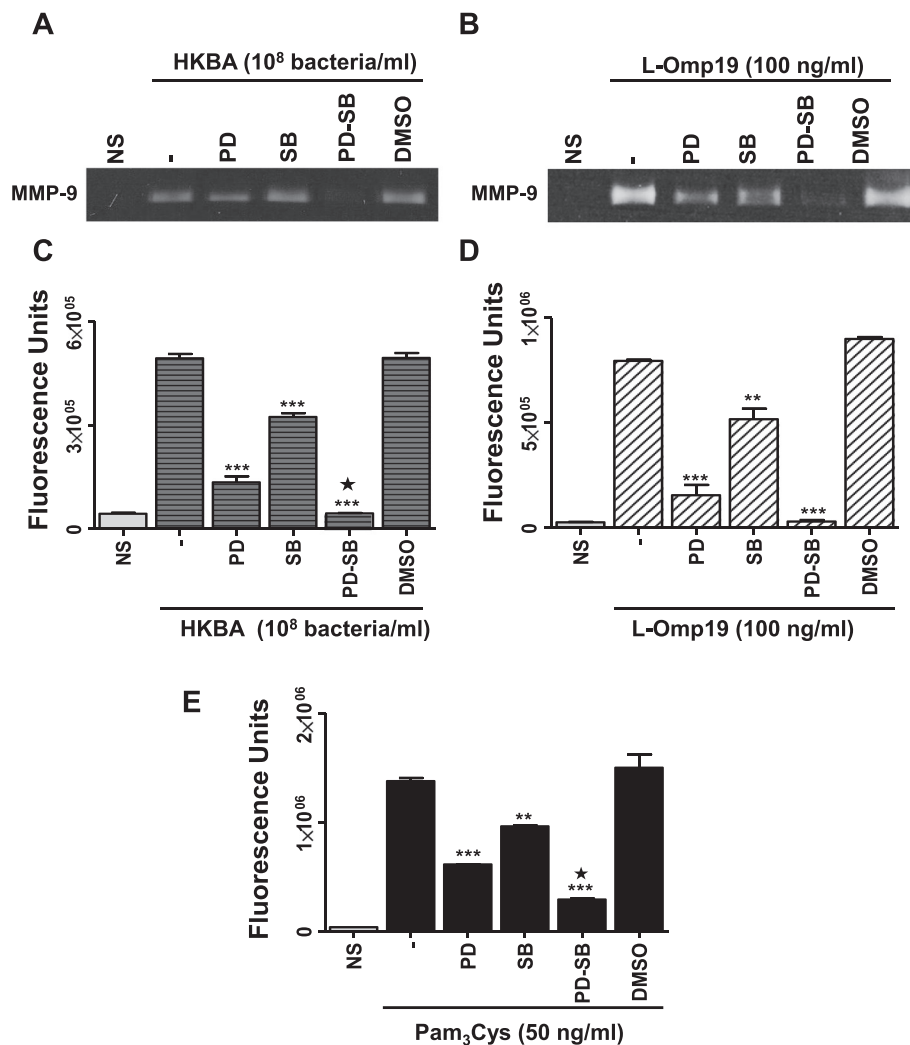 A
HKBA (10⁸ bacteria/ml)
NS
-
PD
SB
PD-SB
DMSO
MMP-9
B
L-Omp19 (100 ng/ml)
NS
-
PD
SB
PD-SB
DMSO
MMP-9
C
Fluorescence Units
6×10⁰⁵
3×10⁰⁵
0
***
***
★
***
NS
-
PD
SB
PD-SB
DMSO
HKBA (10⁸ bacteria/ml)
D
Fluorescence Units
1×10⁰⁶
5×10⁰⁵
0
***
**
***
NS
-
PD
SB
PD-SB
DMSO
L-Omp19 (100 ng/ml)
E
Fluorescence Units
2×10⁰⁶
1×10⁰⁶
0
***
**
★
***
NS
-
PD
SB
PD-SB
DMSO
Pam₃Cys (50 ng/ml)